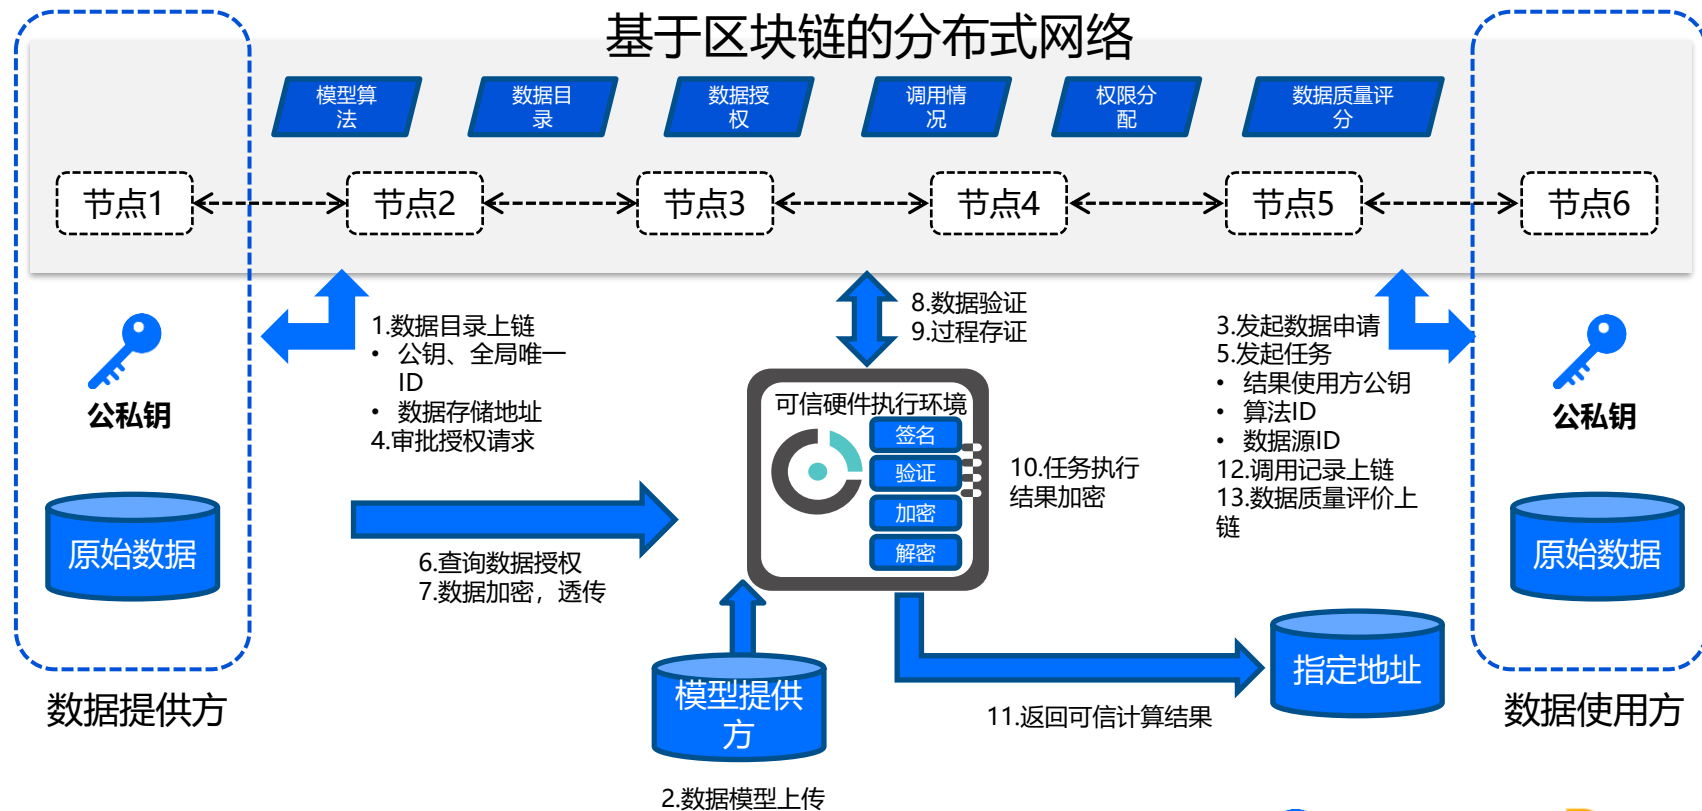 基于区块链的分布式网络
模型算
法
数据目
录
数据授
权
调用情
况
权限分
配
数据质量评
分
节点1
节点2
节点3
节点4
节点5
节点6
公私钥
原始数据
数据提供方
1.数据目录上链
• 公钥、全局唯一
ID
• 数据存储地址
4.审批授权请求
6.查询数据授权
7.数据加密，透传
8.数据验证
9.过程存证
可信硬件执行环境
签名
验证
加密
解密
10.任务执行
结果加密
模型提供
方
2.数据模型上传
11.返回可信计算结果
指定地址
3.发起数据申请
5.发起任务
• 结果使用方公钥
• 算法ID
• 数据源ID
12.调用记录上链
13.数据质量评价上
链
公私钥
原始数据
数据使用方